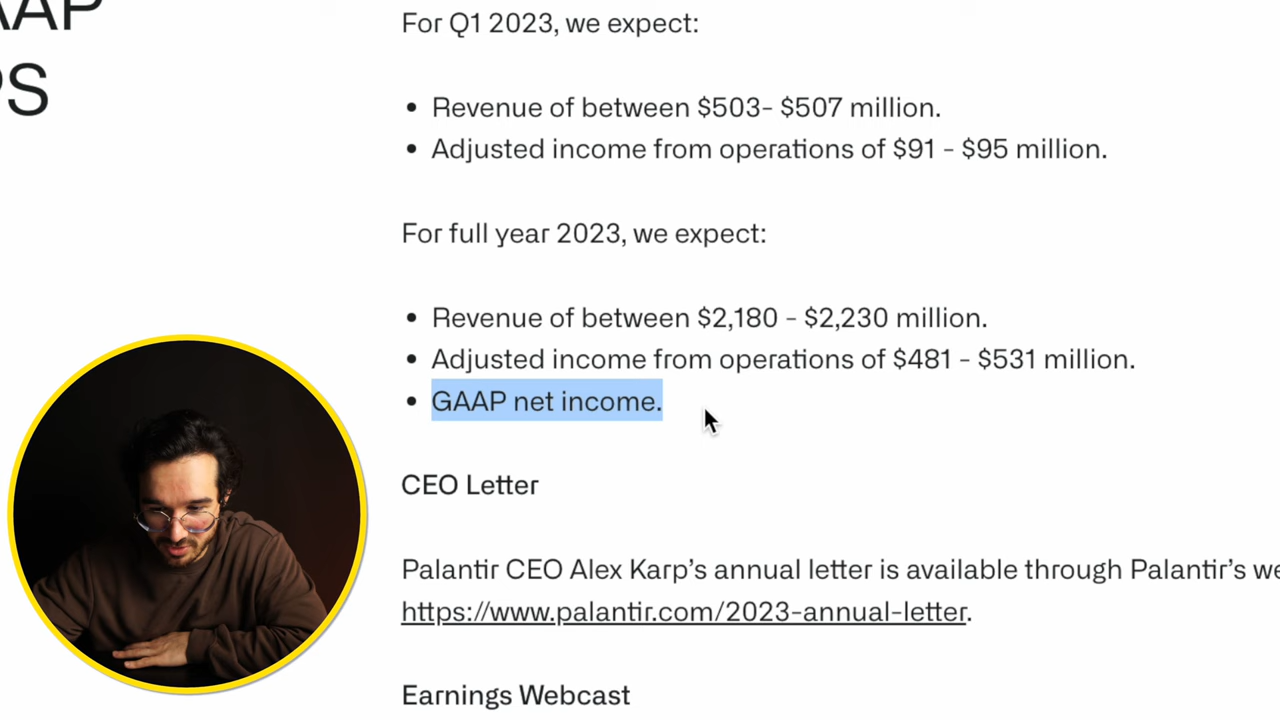 AAP
PS
For Q1 2023, we expect:
• Revenue of between $503- $507 million.
• Adjusted income from operations of $91 - $95 million.
For full year 2023, we expect:
• Revenue of between $2,180 - $2,230 million.
• Adjusted income from operations of $481 - $531 million.
• GAAP net income.
CEO Letter
Palantir CEO Alex Karp’s annual letter is available through Palantir’s we
https://www.palantir.com/2023-annual-letter.
Earnings Webcast